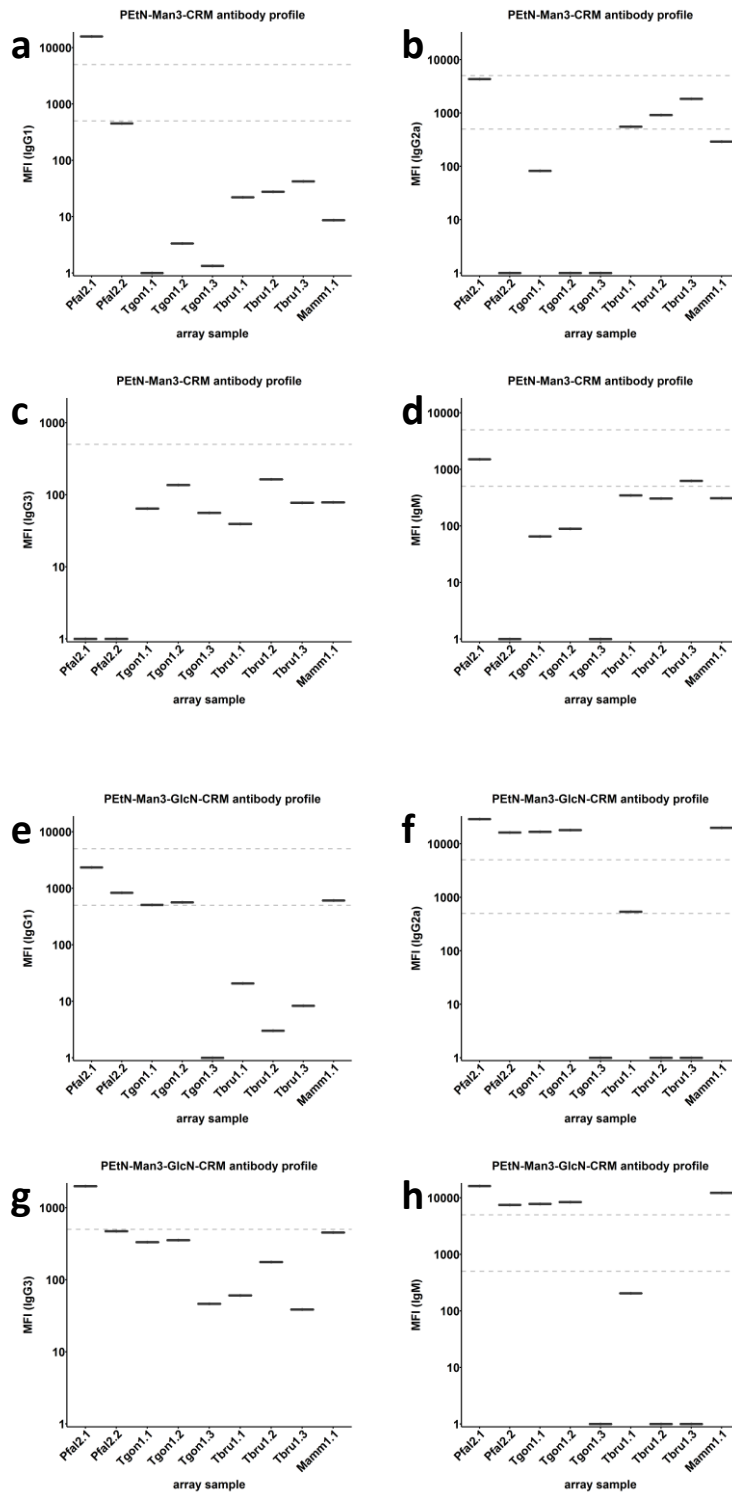 PEtN-Man3-CRM antibody profile
a
10000
1000
100
10
1
MFI (IgG1)
Pfal2.1 Pfal2.2 Tgon1.1 Tgon1.2 Tgon1.3 Tbru1.1 Tbru1.2 Tbru1.3 Mamm1.1
array sample
PEtN-Man3-CRM antibody profile
b
10000
1000
100
10
1
MFI (IgG2a)
Pfal2.1 Pfal2.2 Tgon1.1 Tgon1.2 Tgon1.3 Tbru1.1 Tbru1.2 Tbru1.3 Mamm1.1
array sample
PEtN-Man3-CRM antibody profile
c
1000
100
10
1
MFI (IgG3)
Pfal2.1 Pfal2.2 Tgon1.1 Tgon1.2 Tgon1.3 Tbru1.1 Tbru1.2 Tbru1.3 Mamm1.1
array sample
PEtN-Man3-CRM antibody profile
d
10000
1000
100
10
1
MFI (IgM)
Pfal2.1 Pfal2.2 Tgon1.1 Tgon1.2 Tgon1.3 Tbru1.1 Tbru1.2 Tbru1.3 Mamm1.1
array sample
PEtN-Man3-GlcN-CRM antibody profile
e
10000
1000
100
10
1
MFI (IgG1)
Pfal2.1 Pfal2.2 Tgon1.1 Tgon1.2 Tgon1.3 Tbru1.1 Tbru1.2 Tbru1.3 Mamm1.1
array sample
PEtN-Man3-GlcN-CRM antibody profile
f
10000
1000
100
10
1
MFI (IgG2a)
Pfal2.1 Pfal2.2 Tgon1.1 Tgon1.2 Tgon1.3 Tbru1.1 Tbru1.2 Tbru1.3 Mamm1.1
array sample
PEtN-Man3-GlcN-CRM antibody profile
g
1000
100
10
1
MFI (IgG3)
Pfal2.1 Pfal2.2 Tgon1.1 Tgon1.2 Tgon1.3 Tbru1.1 Tbru1.2 Tbru1.3 Mamm1.1
array sample
PEtN-Man3-GlcN-CRM antibody profile
h
10000
1000
100
10
1
MFI (IgM)
Pfal2.1 Pfal2.2 Tgon1.1 Tgon1.2 Tgon1.3 Tbru1.1 Tbru1.2 Tbru1.3 Mamm1.1
array sample